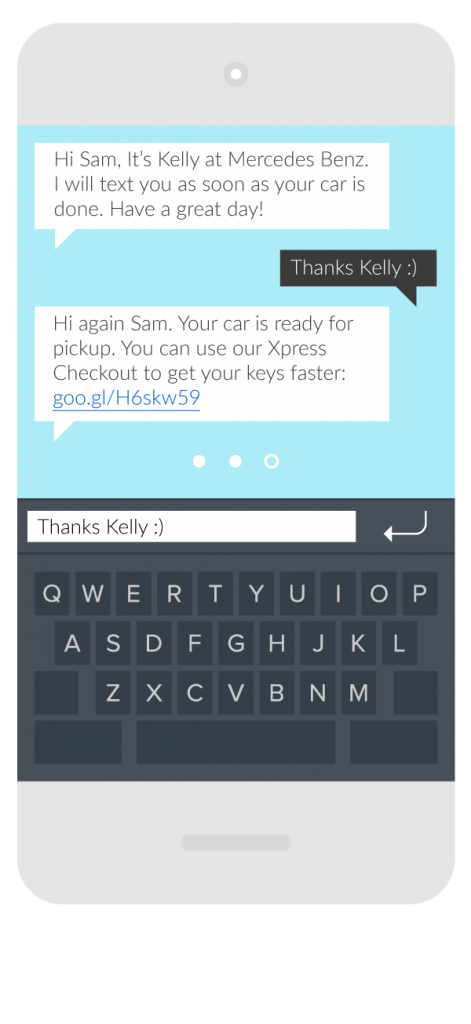 Hi Sam, It's Kelly at Mercedes Benz.
I will text you as soon as your car is
done. Have a great day!
Thanks Kelly :)
Hi again Sam. Your car is ready for
pickup. You can use our Xpress
Checkout to get your keys faster:
goo.gl/H6skw59
Thanks Kelly :)
Q W E R T Y U I O P
A S D F G H J K L
Z X C V B N M